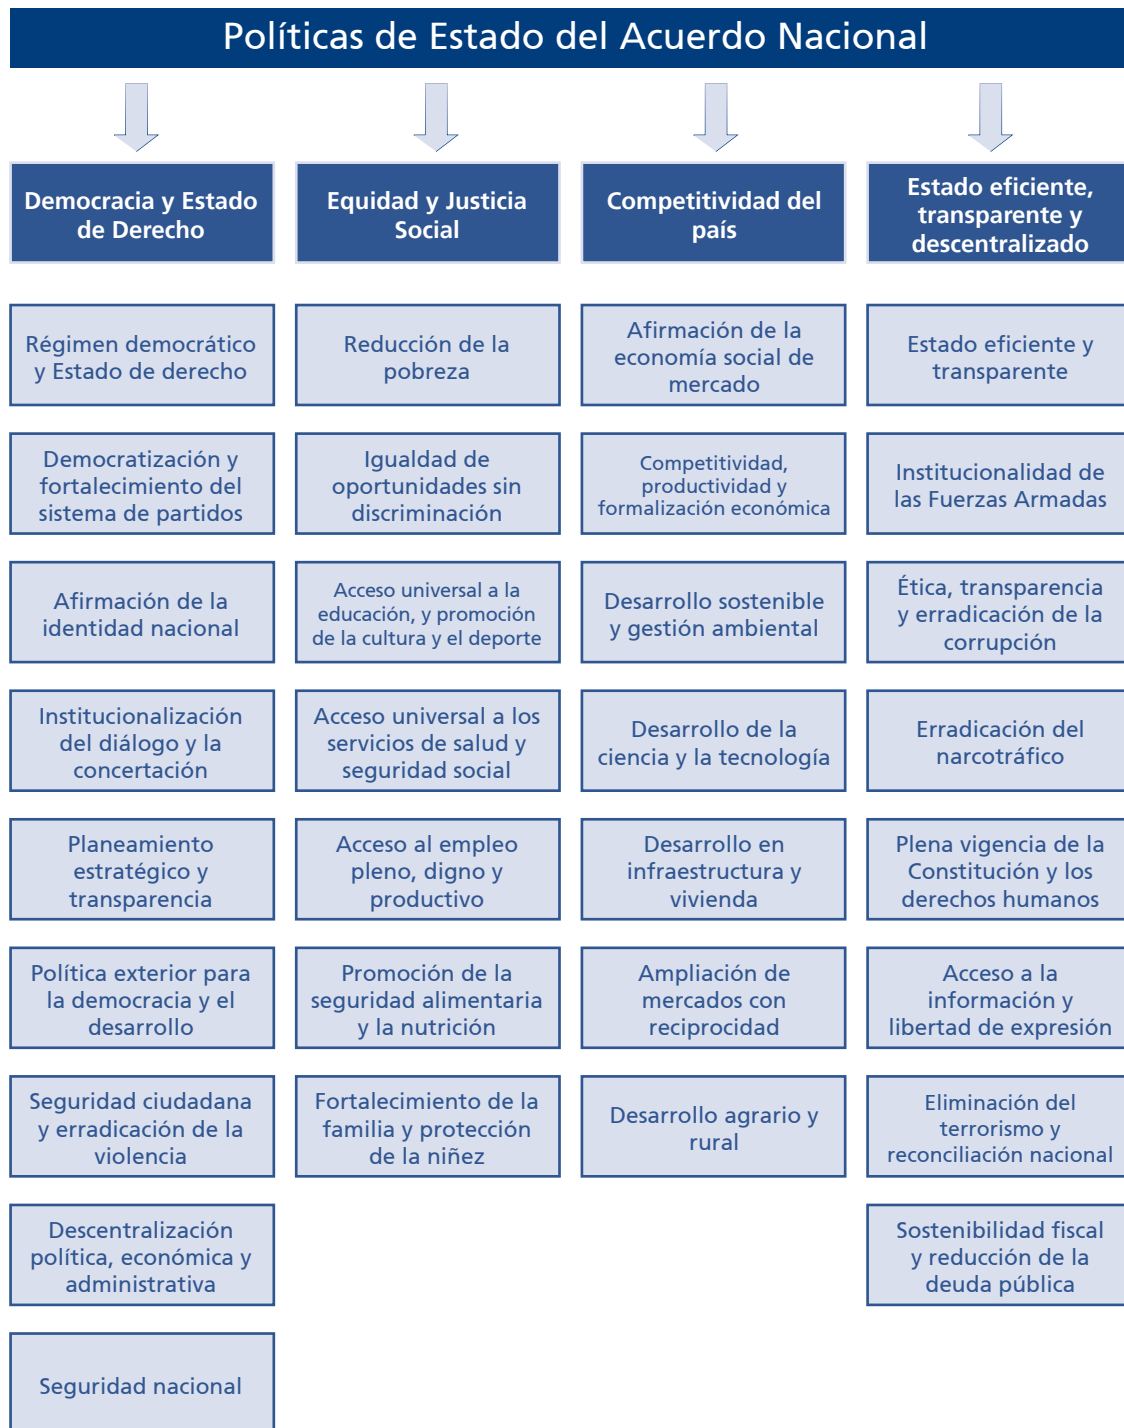 Políticas de Estado del Acuerdo Nacional
Democracia y Estado
de Derecho
Equidad y Justicia
Social
Competitividad del
país
Estado eficiente,
transparente y
descentralizado
Régimen democrático
y Estado de derecho
Reducción de la
pobreza
Afirmación de la
economía social de
mercado
Estado eficiente y
transparente
Democratización y
fortalecimiento del
sistema de partidos
Igualdad de
oportunidades sin
discriminación
Competitividad,
productividad y
formalización económica
Institucionalidad de
las Fuerzas Armadas
Afirmación de la
identidad nacional
Acceso universal a la
educación, y promoción
de la cultura y el deporte
Desarrollo sostenible
y gestión ambiental
Ética, transparencia
y erradicación de la
corrupción
Institucionalización
del diálogo y la
concertación
Acceso universal a los
servicios de salud y
seguridad social
Desarrollo de la
ciencia y la tecnología
Erradicación del
narcotráfico
Planeamiento
estratégico y
transparencia
Acceso al empleo
pleno, digno y
productivo
Desarrollo en
infraestructura y
vivienda
Plena vigencia de la
Constitución y los
derechos humanos
Política exterior para
la democracia y el
desarrollo
Promoción de la
seguridad alimentaria
y la nutrición
Ampliación de
mercados con
reciprocidad
Acceso a la
información y
libertad de expresión
Seguridad ciudadana
y erradicación de la
violencia
Fortalecimiento de la
familia y protección
de la niñez
Desarrollo agrario y
rural
Eliminación del
terrorismo y
reconciliación nacional
Descentralización
política, económica y
administrativa
Sostenibilidad fiscal
y reducción de la
deuda pública
Seguridad nacional